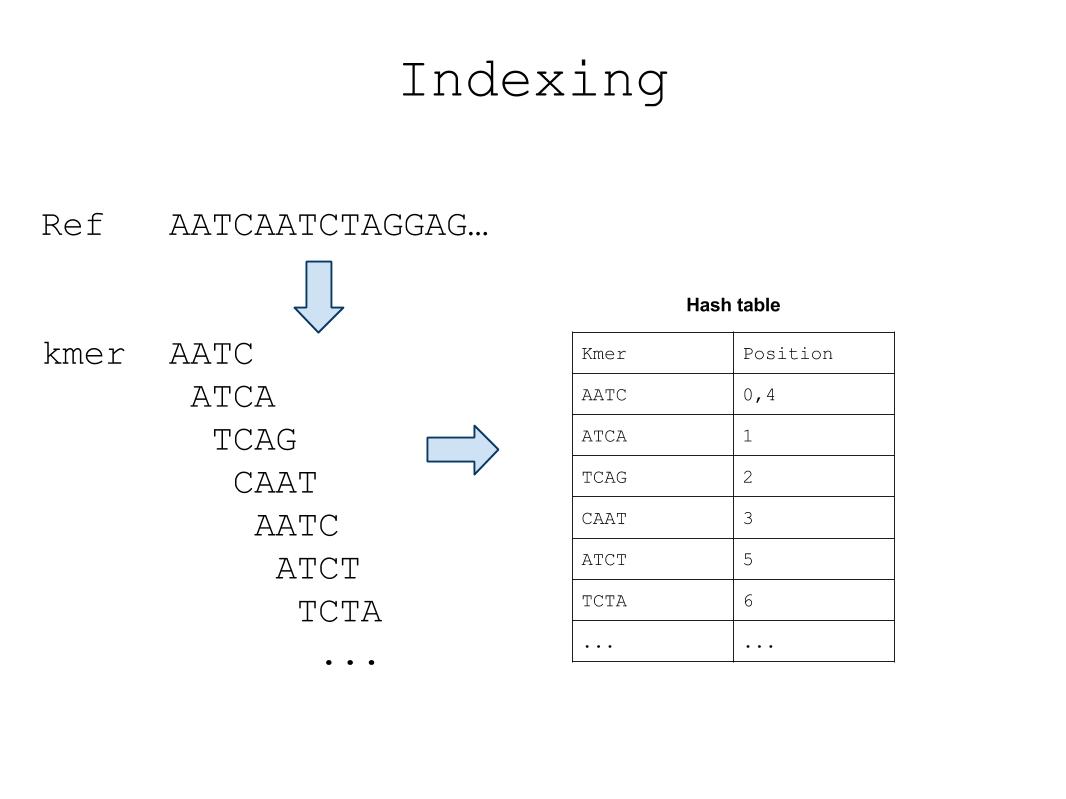 Indexing
Ref AATCAATCTAGGAG…
kmer AATC
ATCA
TCAG
CAAT
AATC
ATCT
TCTA
...
Hash table
Kmer Position
AATC 0,4
ATCA 1
TCAG 2
CAAT 3
ATCT 5
TCTA 6
... ...